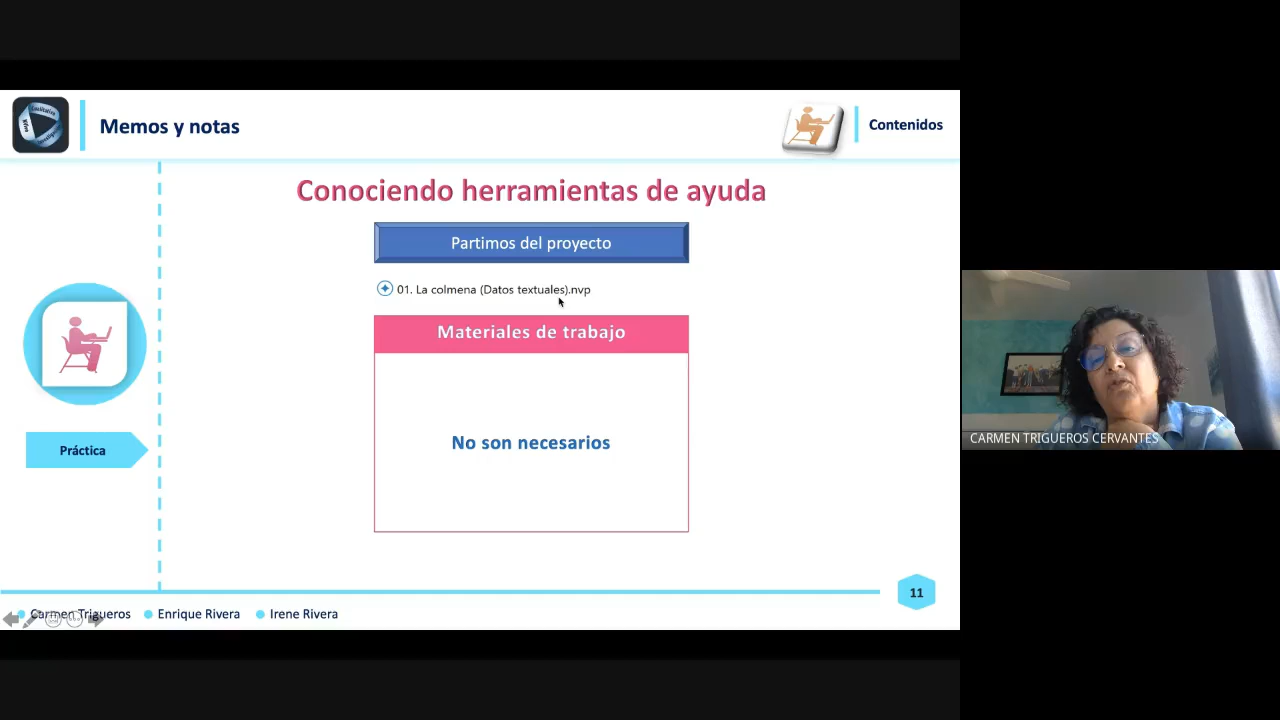 Memos y notas
Contenidos
Conociendo herramientas de ayuda
Partimos del proyecto
01. La colmena (Datos textuales).nvp
Materiales de trabajo
No son necesarios
Práctica
CARMEN TRIGUEROS CERVANTES
11
Carmen Trigueros
Enrique Rivera
Irene Rivera